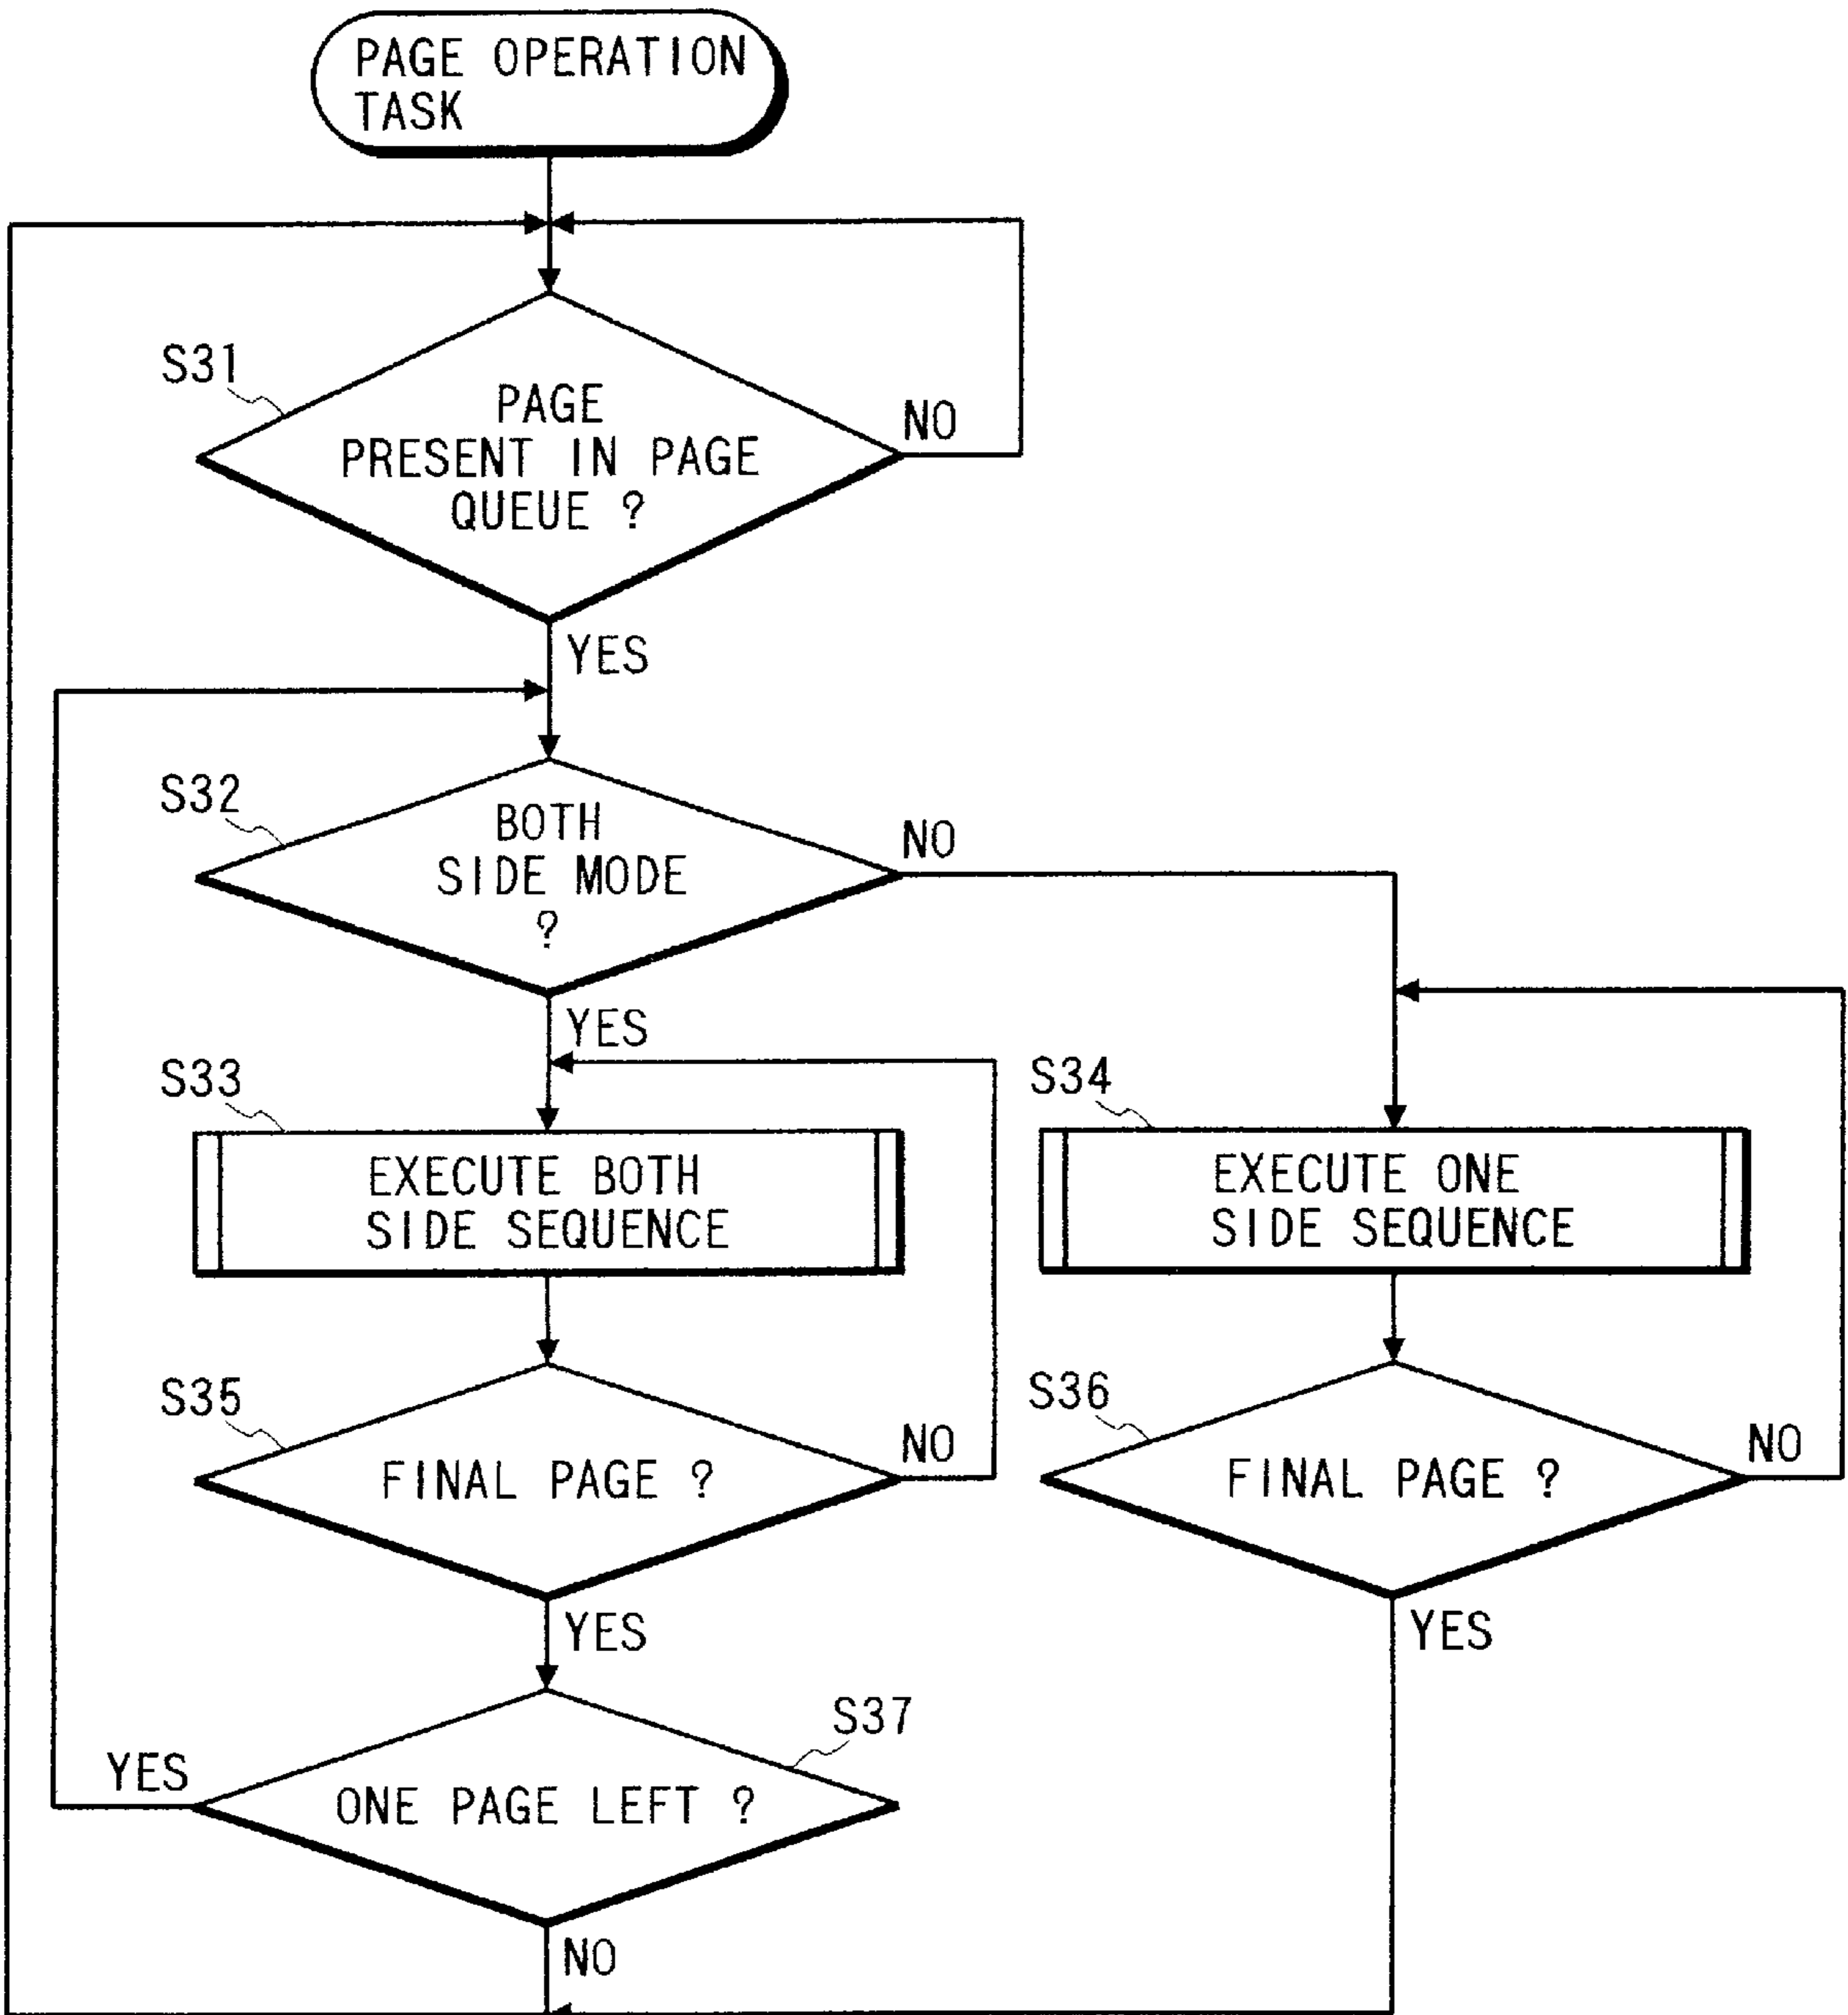 PAGE OPERATION
TASK
S31
PAGE
PRESENT IN PAGE
QUEUE ?
NO
YES
S32
BOTH
SIDE MODE
?
NO
YES
S33
EXECUTE BOTH
SIDE SEQUENCE
S34
EXECUTE ONE
SIDE SEQUENCE
S35
FINAL PAGE ?
NO
YES
S36
FINAL PAGE ?
NO
YES
S37
ONE PAGE LEFT ?
YES
NO